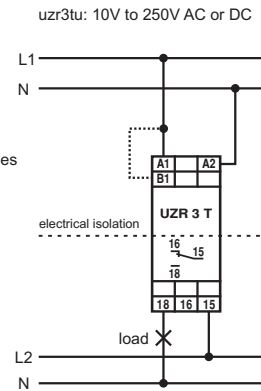 uzr3tu: 10V to 250V AC or DC
L1
N
es
A1 A2
B1
UZR 3 T
electrical isolation
16
15
18
18 16 15
load
L2
N